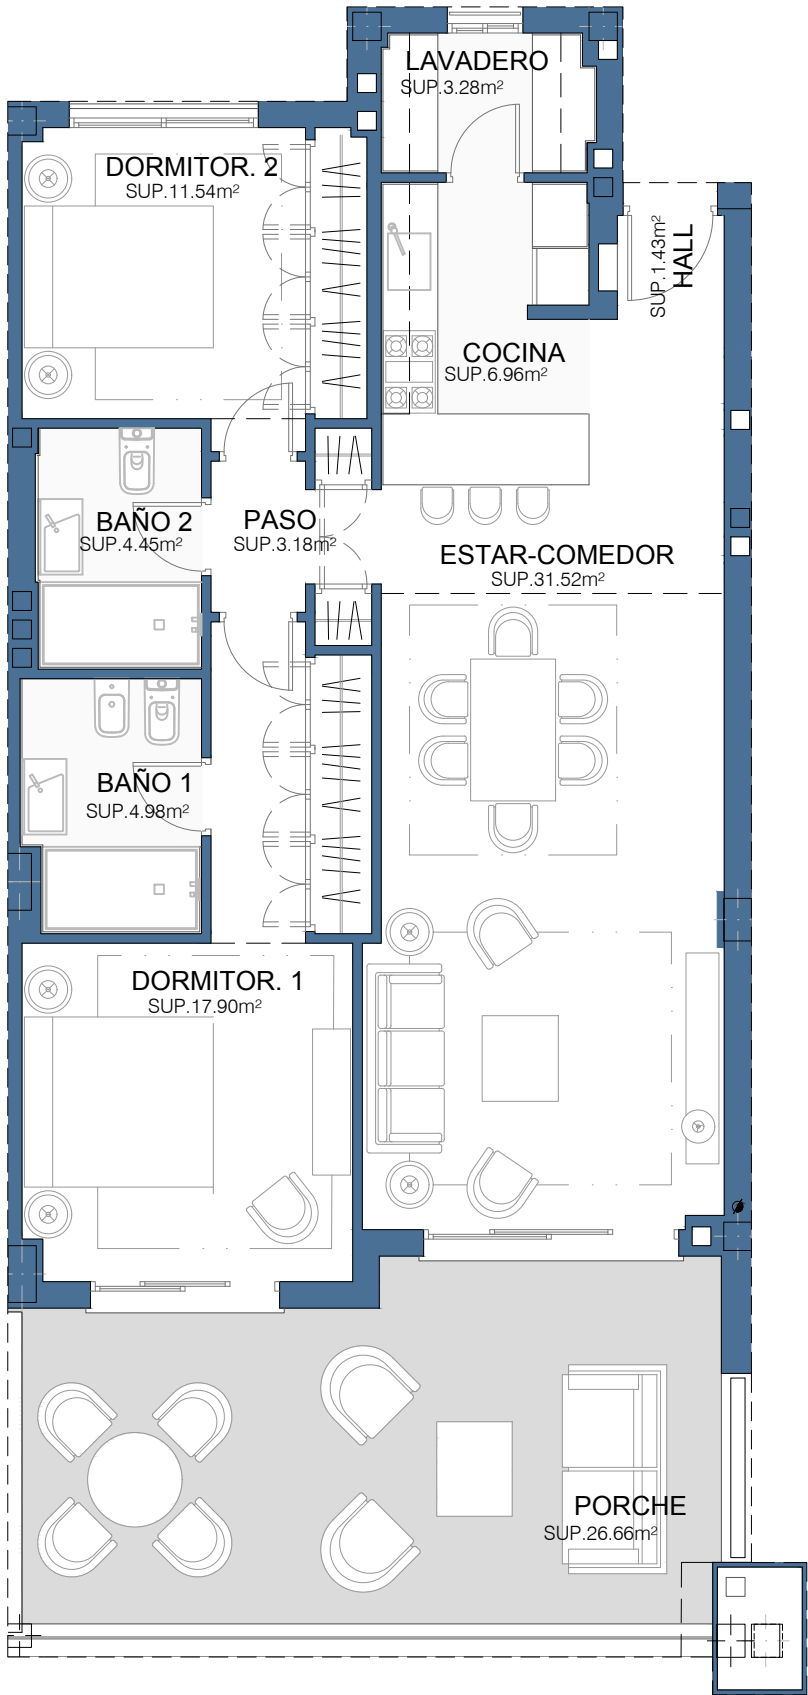 LAVADERO
SUP.3.28m²
DORMITOR. 2
SUP.11.54m²
HALL
SUP.1.43m²
COCINA
SUP.6.96m²
BAÑO 2
SUP.4.45m²
PASO
SUP.3.18m²
ESTAR-COMEDOR
SUP.31.52m²
BAÑO 1
SUP.4.98m²
DORMITOR. 1
SUP.17.90m²
PORCHE
SUP.26.66m²